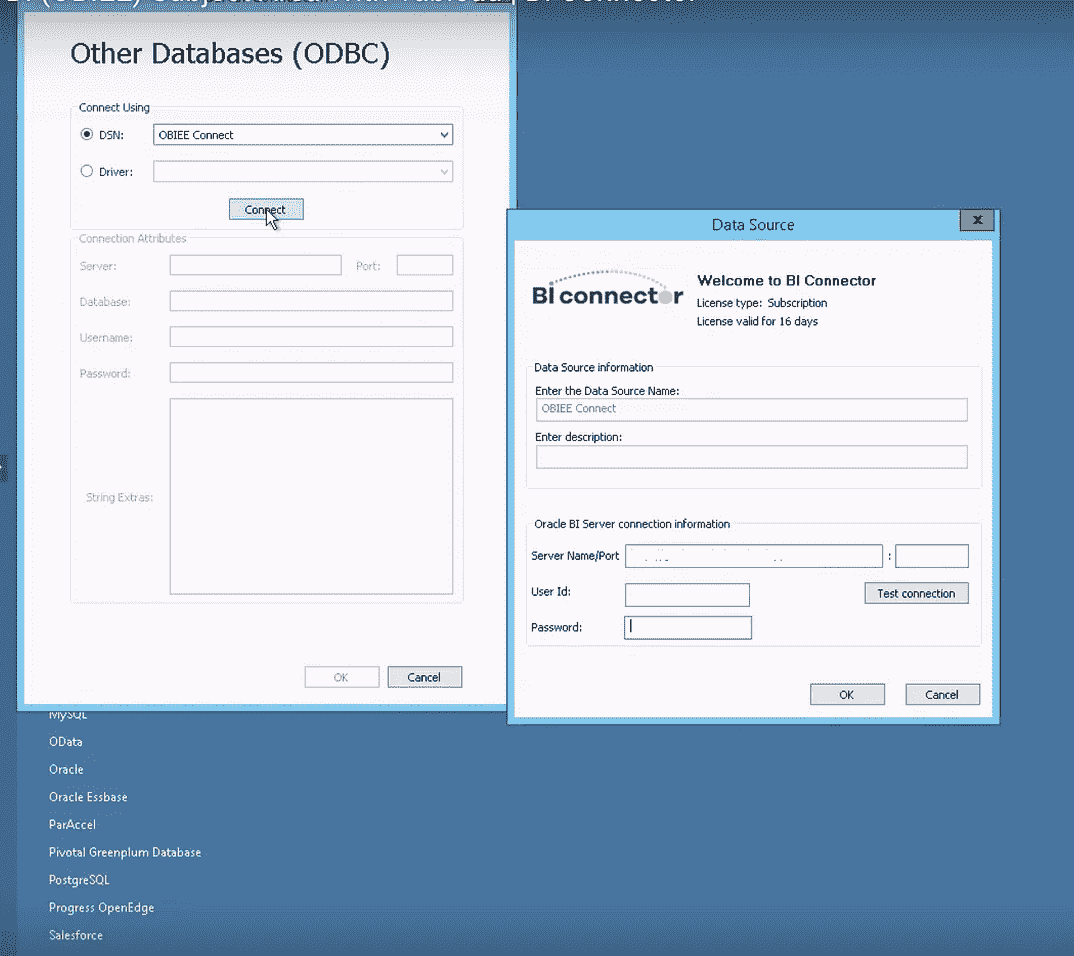 Other Databases (ODBC)
Connect Using
DSN: OBIEE Connect
Driver:
Connect
Connection Attributes
Server: Port:
Database:
Username:
Password:
String Extras:
OK Cancel
Data Source
x
BI connector
Welcome to BI Connector
License type: Subscription
License valid for 16 days
Data Source information
Enter the Data Source Name:
OBIEE Connect
Enter description:
Oracle BI Server connection information
Server Name/Port :
User Id:
Test connection
Password:
OK Cancel
MySQL
OData
Oracle
Oracle Essbase
ParAccel
Pivotal Greenplum Database
PostgreSQL
Progress OpenEdge
Salesforce